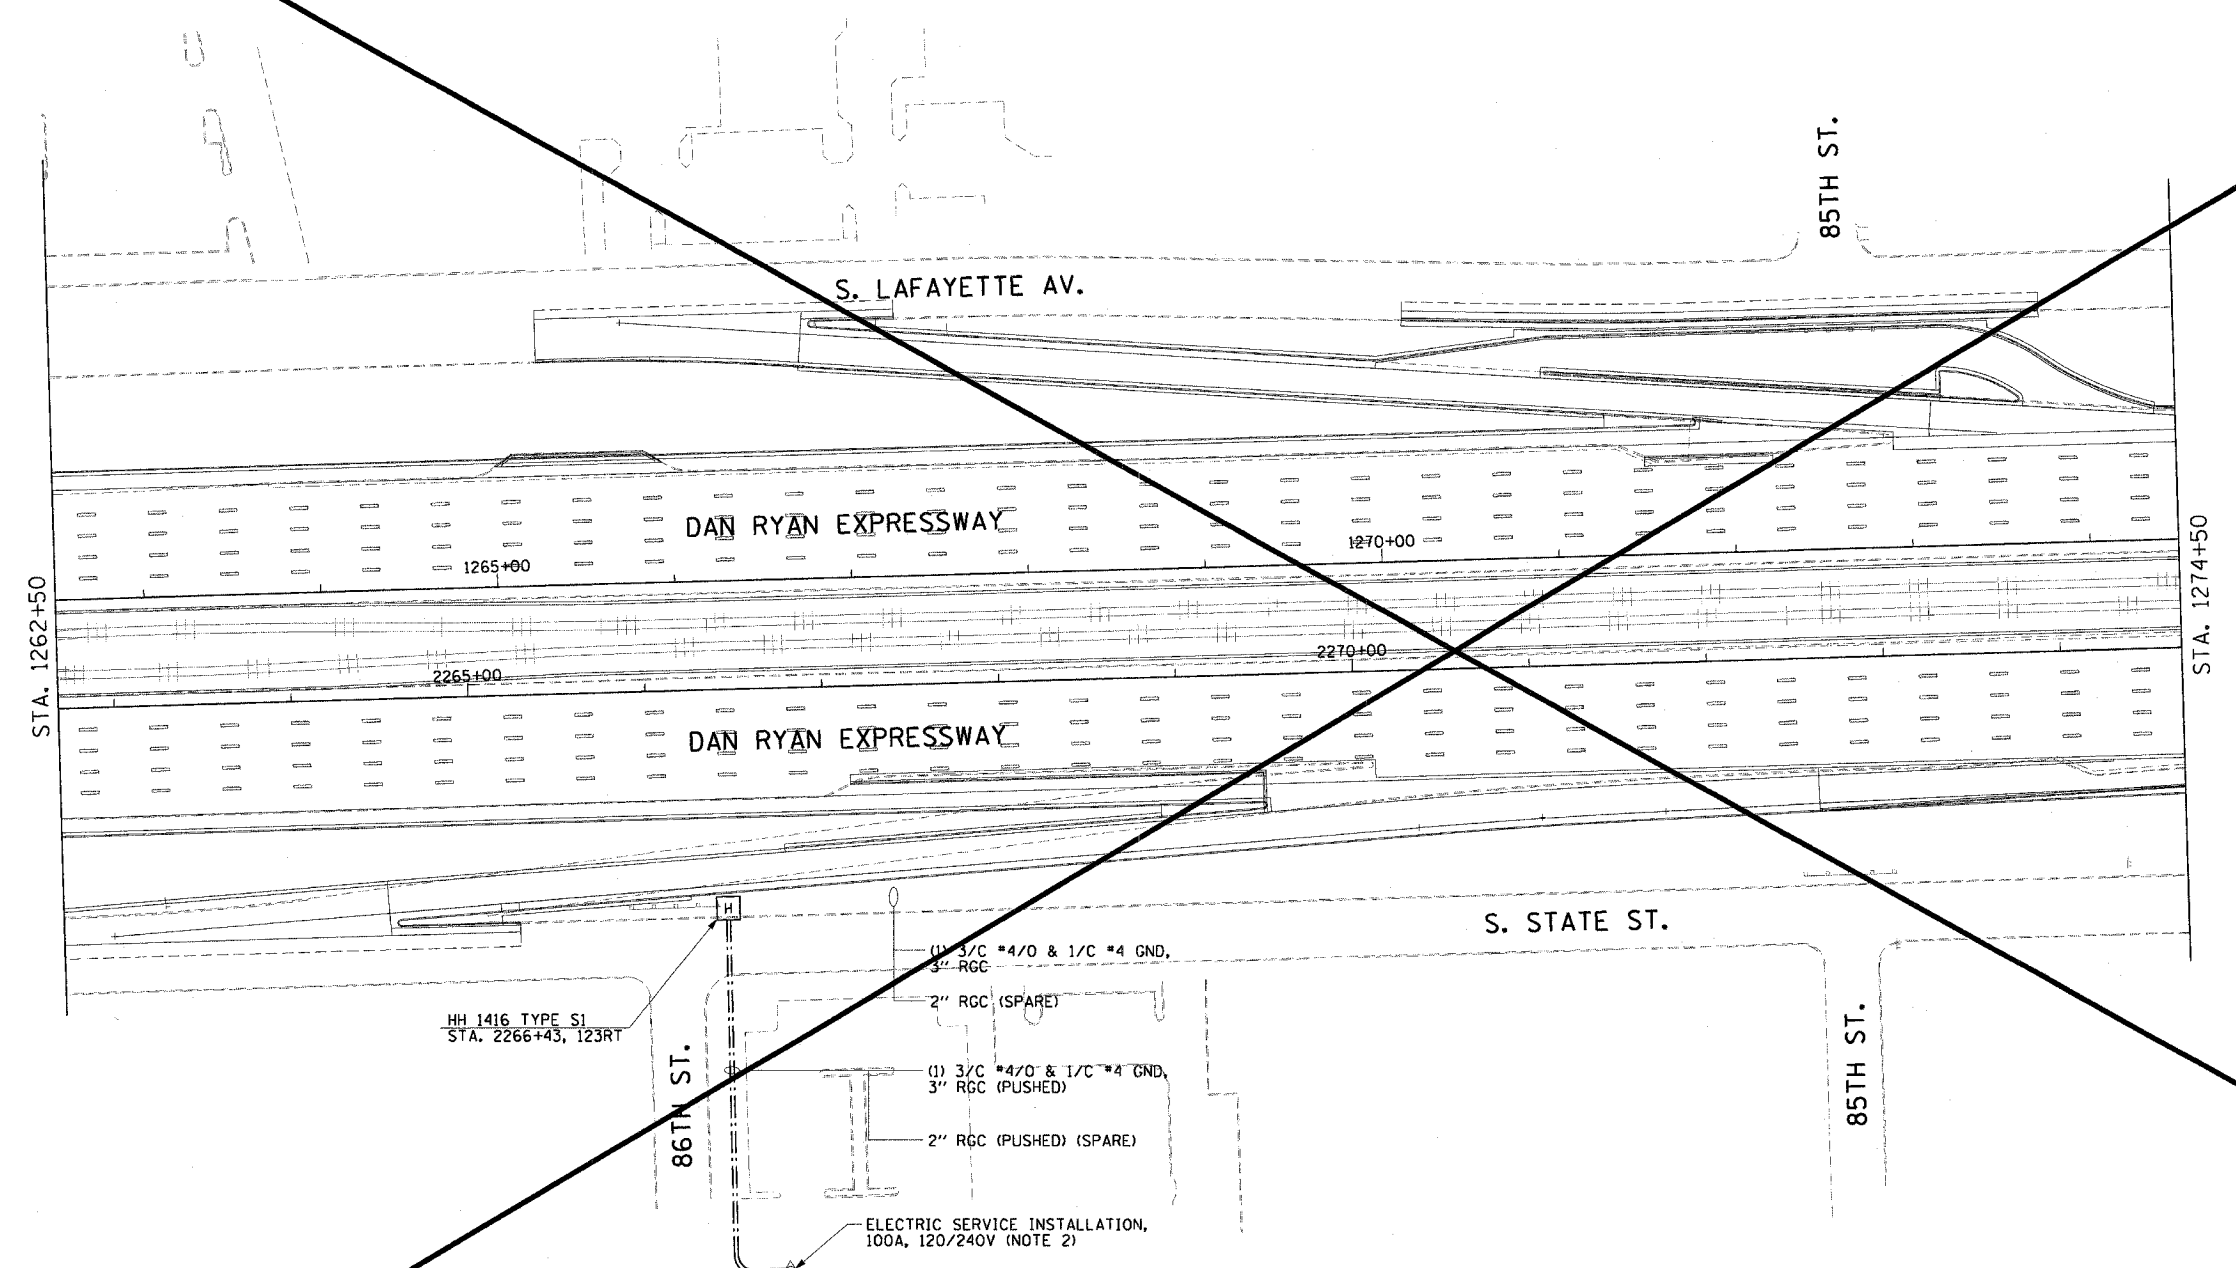 85TH ST.
S. LAFAYETTE AV.
DAN RYAN EXPRESSWAY
1270+00
1265+00
STA. 1262+50
STA. 1274+50
2270+00
2265+00
DAN RYAN EXPRESSWAY
H
S. STATE ST.
(1) 3/C #4/0 & 1/C #4 GND,
3" RGC
2" RGC (SPARE)
HH 1416 TYPE S1
STA. 2266+43, 123RT
86TH ST.
85TH ST.
(1) 3/C #4/0 & 1/C #4 GND,
3" RGC (PUSHED)
2" RGC (PUSHED) (SPARE)
ELECTRIC SERVICE INSTALLATION,
100A, 120/240V (NOTE 2)